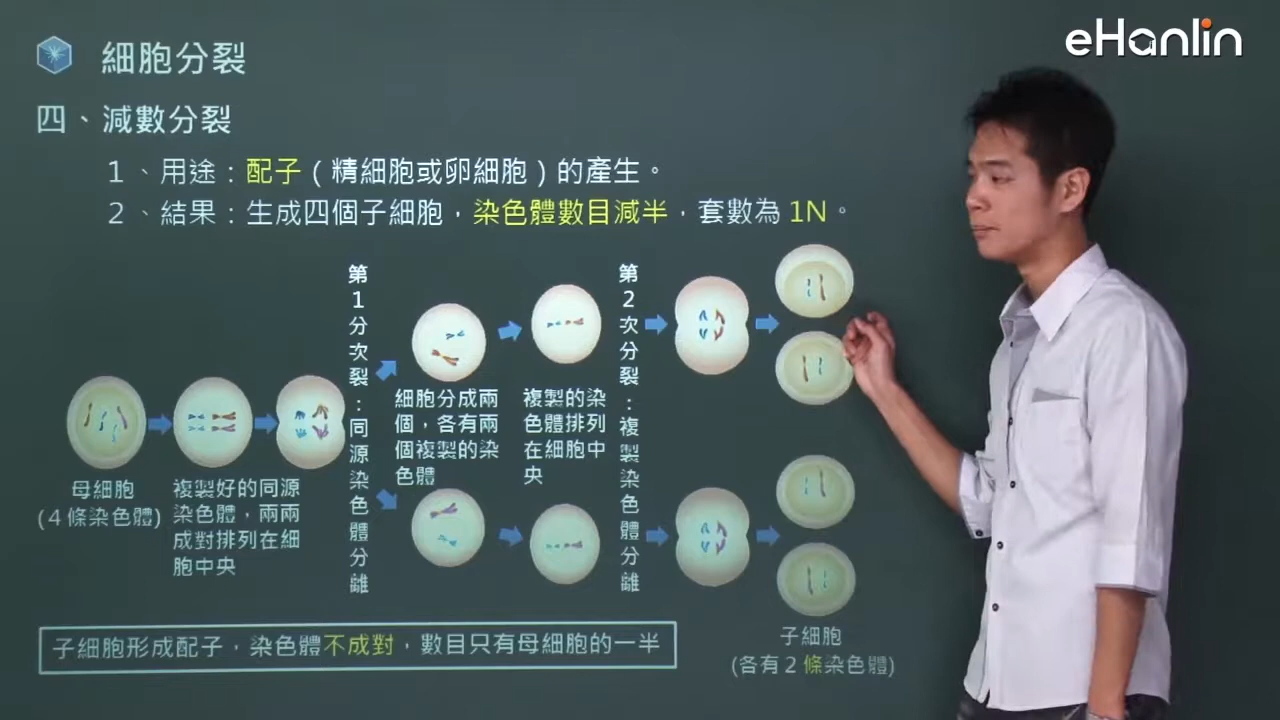 eHanlin
細胞分裂
四、減數分裂
1、用途：配子（精細胞或卵細胞）的產生。
2、結果：生成四個子細胞，染色體數目減半，套數為 1N。
第1分次裂：同源染色體分離
第2次分裂：複製染色體分離
細胞分成兩
個，各有兩
個複製的染
色體
複製的染
色體排列
在細胞中
央
母細胞
(4 條染色體)
複製好的同源
染色體，兩兩
成對排列在細
胞中央
子細胞
(各有 2 條染色體)
子細胞形成配子，染色體不成對，數目只有母細胞的一半